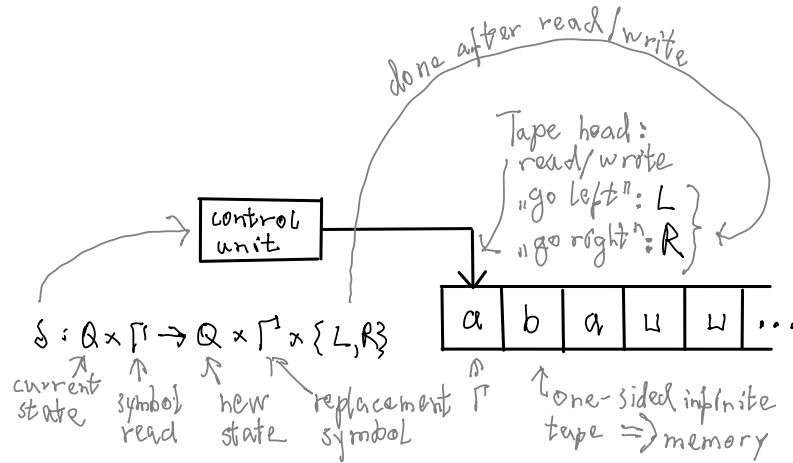 done after read/write
Tape head:
read/write
„go left": L
„go right": R
control
unit
a b a ⊔ ⊔ ...
δ : Q × Γ → Q × Γ × {L,R}
current
state
symbol
read
new
state
replacement
symbol
Γ
one-sided infinite
tape ⇒ memory